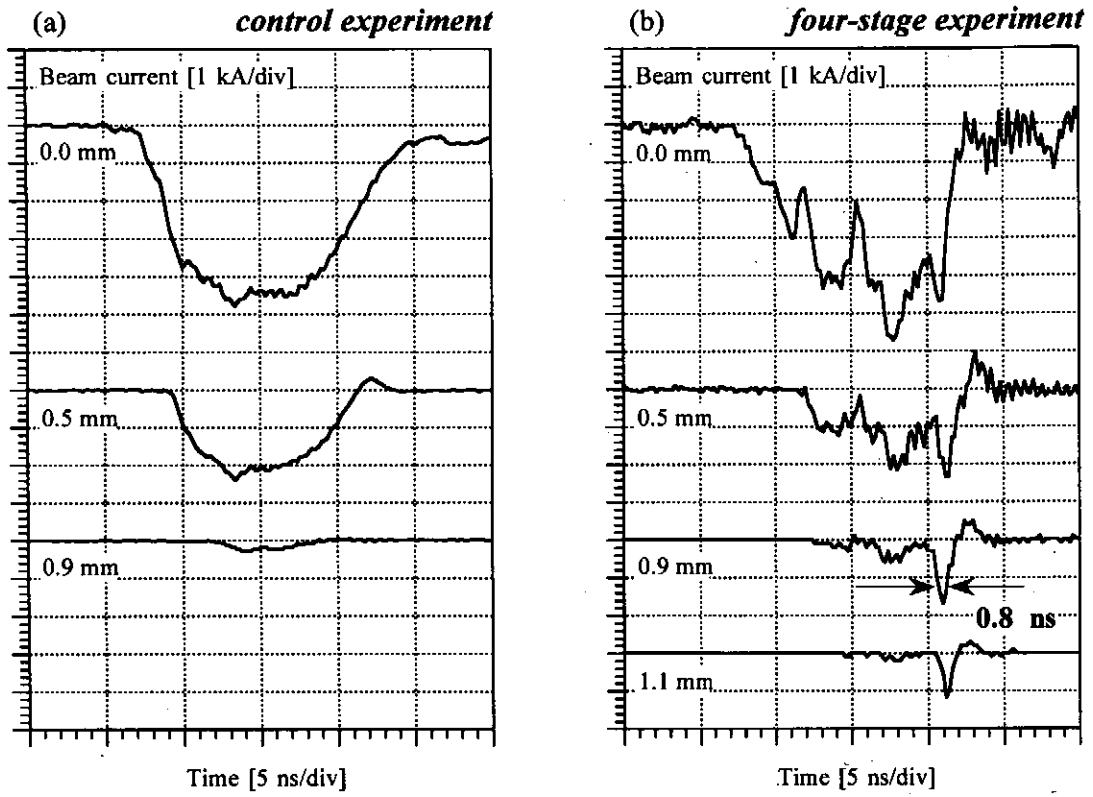 (a) control experiment
Beam current [1 kA/div]
0.0 mm
0.5 mm
0.9 mm
Time [5 ns/div]
(b) four-stage experiment
Beam current [1 kA/div]
0.0 mm
0.5 mm
0.9 mm
0.8 ns
1.1 mm
Time [5 ns/div]